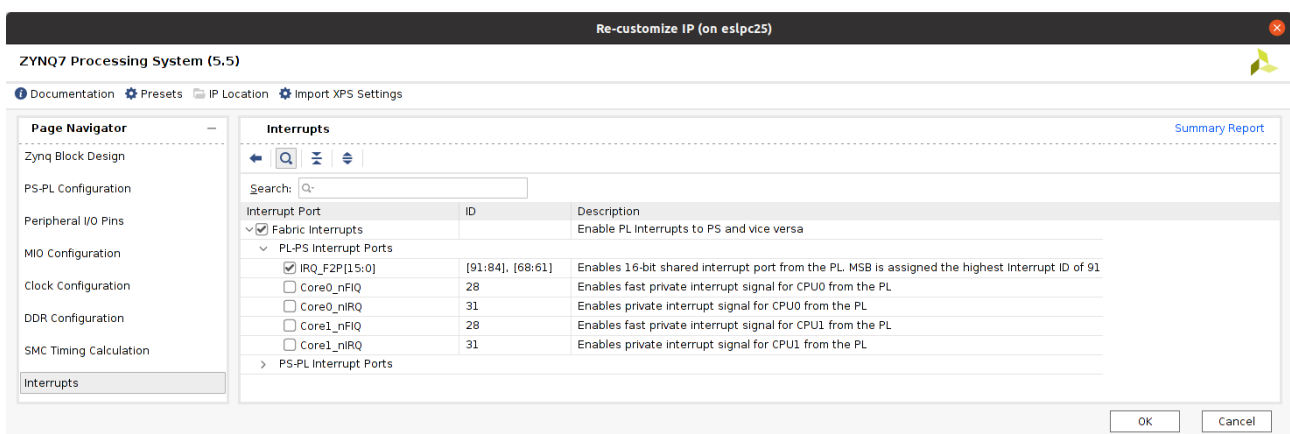 Re-customize IP (on eslpc25)
ZYNQ7 Processing System (5.5)
Documentation Presets IP Location Import XPS Settings
Page Navigator
Zynq Block Design
PS-PL Configuration
Peripheral I/O Pins
MIO Configuration
Clock Configuration
DDR Configuration
SMC Timing Calculation
Interrupts
Interrupts Summary Report
Search:
Interrupt Port ID Description
Fabric Interrupts Enable PL Interrupts to PS and vice versa
PL-PS Interrupt Ports
IRQ_F2P[15:0] [91:84], [68:61] Enables 16-bit shared interrupt port from the PL. MSB is assigned the highest Interrupt ID of 91
Core0_nFIQ 28 Enables fast private interrupt signal for CPU0 from the PL
Core0_nIRQ 31 Enables private interrupt signal for CPU0 from the PL
Core1_nFIQ 28 Enables fast private interrupt signal for CPU1 from the PL
Core1_nIRQ 31 Enables private interrupt signal for CPU1 from the PL
PS-PL Interrupt Ports
OK Cancel